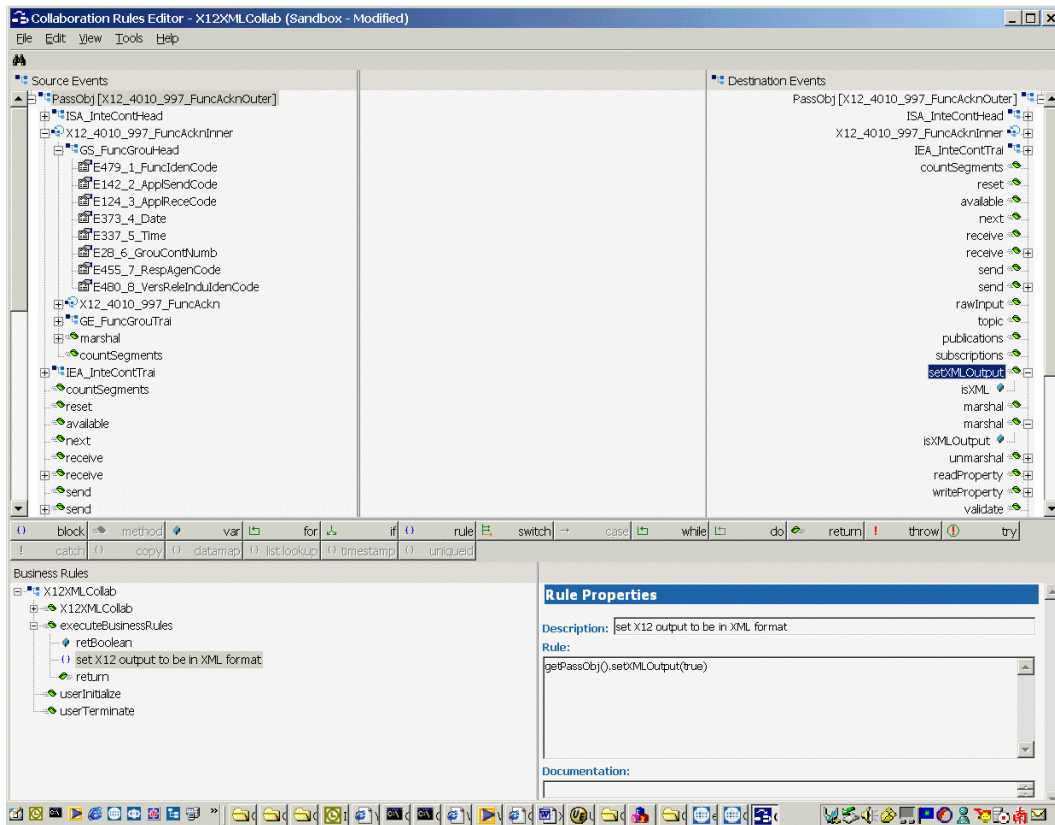 Collaboration Rules Editor - X12XMLCollab (Sandbox - Modified)
File Edit View Tools Help
Source Events
PassObj [X12_4010_997_FuncAcknOuter]
ISA_InteContHead
X12_4010_997_FuncAcknInner
GS_FuncGrouHead
E479_1_FuncIdenCode
E142_2_ApplSendCode
E124_3_ApplReceCode
E373_4_Date
E337_5_Time
E28_6_GrouContNumb
E455_7_RespAgenCode
E480_8_VersReleInduIdenCode
X12_4010_997_FuncAckn
GE_FuncGrouTrai
marshal
countSegments
IEA_InteContTrai
countSegments
reset
available
next
receive
receive
send
send
Destination Events
PassObj [X12_4010_997_FuncAcknOuter]
ISA_InteContHead
X12_4010_997_FuncAcknInner
IEA_InteContTrai
countSegments
reset
available
next
receive
receive
send
send
rawInput
topic
publications
subscriptions
setXMLOutput
isXML
marshal
marshal
isXMLOutput
unmarshal
readProperty
writeProperty
validate
block method var for if rule switch case while do return throw try
catch copy datamap list lookup timestamp uniqueid
Business Rules
X12XMLCollab
X12XMLCollab
executeBusinessRules
retBoolean
set X12 output to be in XML format
return
userInitialize
userTerminate
Rule Properties
Description: set X12 output to be in XML format
Rule:
getPassObj().setXMLOutput(true)
Documentation: